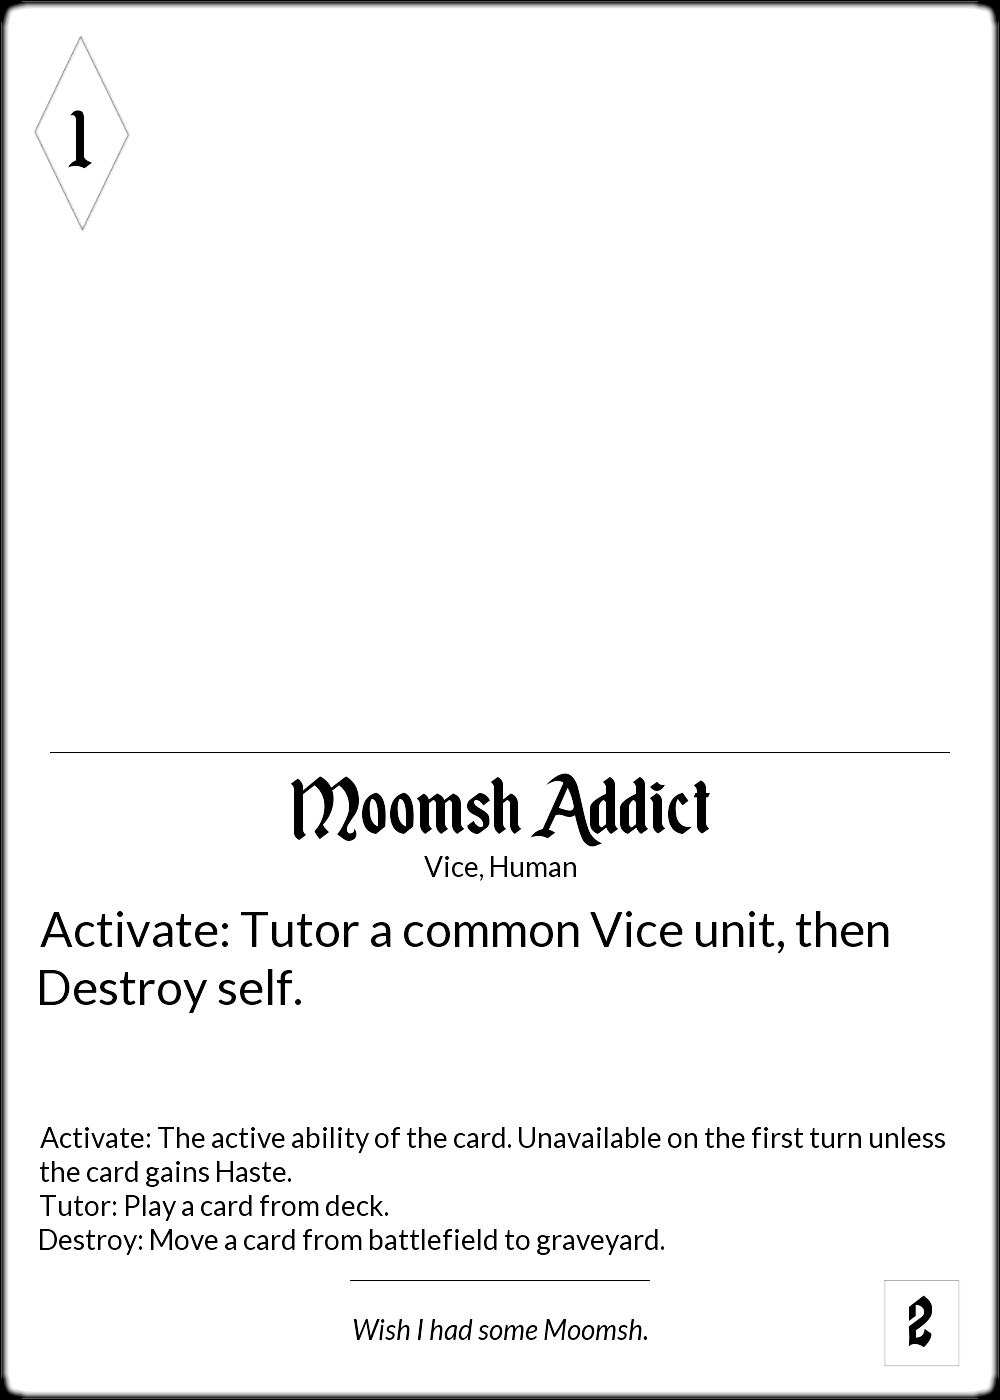 1
Moomsh Addict
Vice, Human
Activate: Tutor a common Vice unit, then
Destroy self.
Activate: The active ability of the card. Unavailable on the first turn unless
the card gains Haste.
Tutor: Play a card from deck.
Destroy: Move a card from battlefield to graveyard.
Wish I had some Moomsh.
2